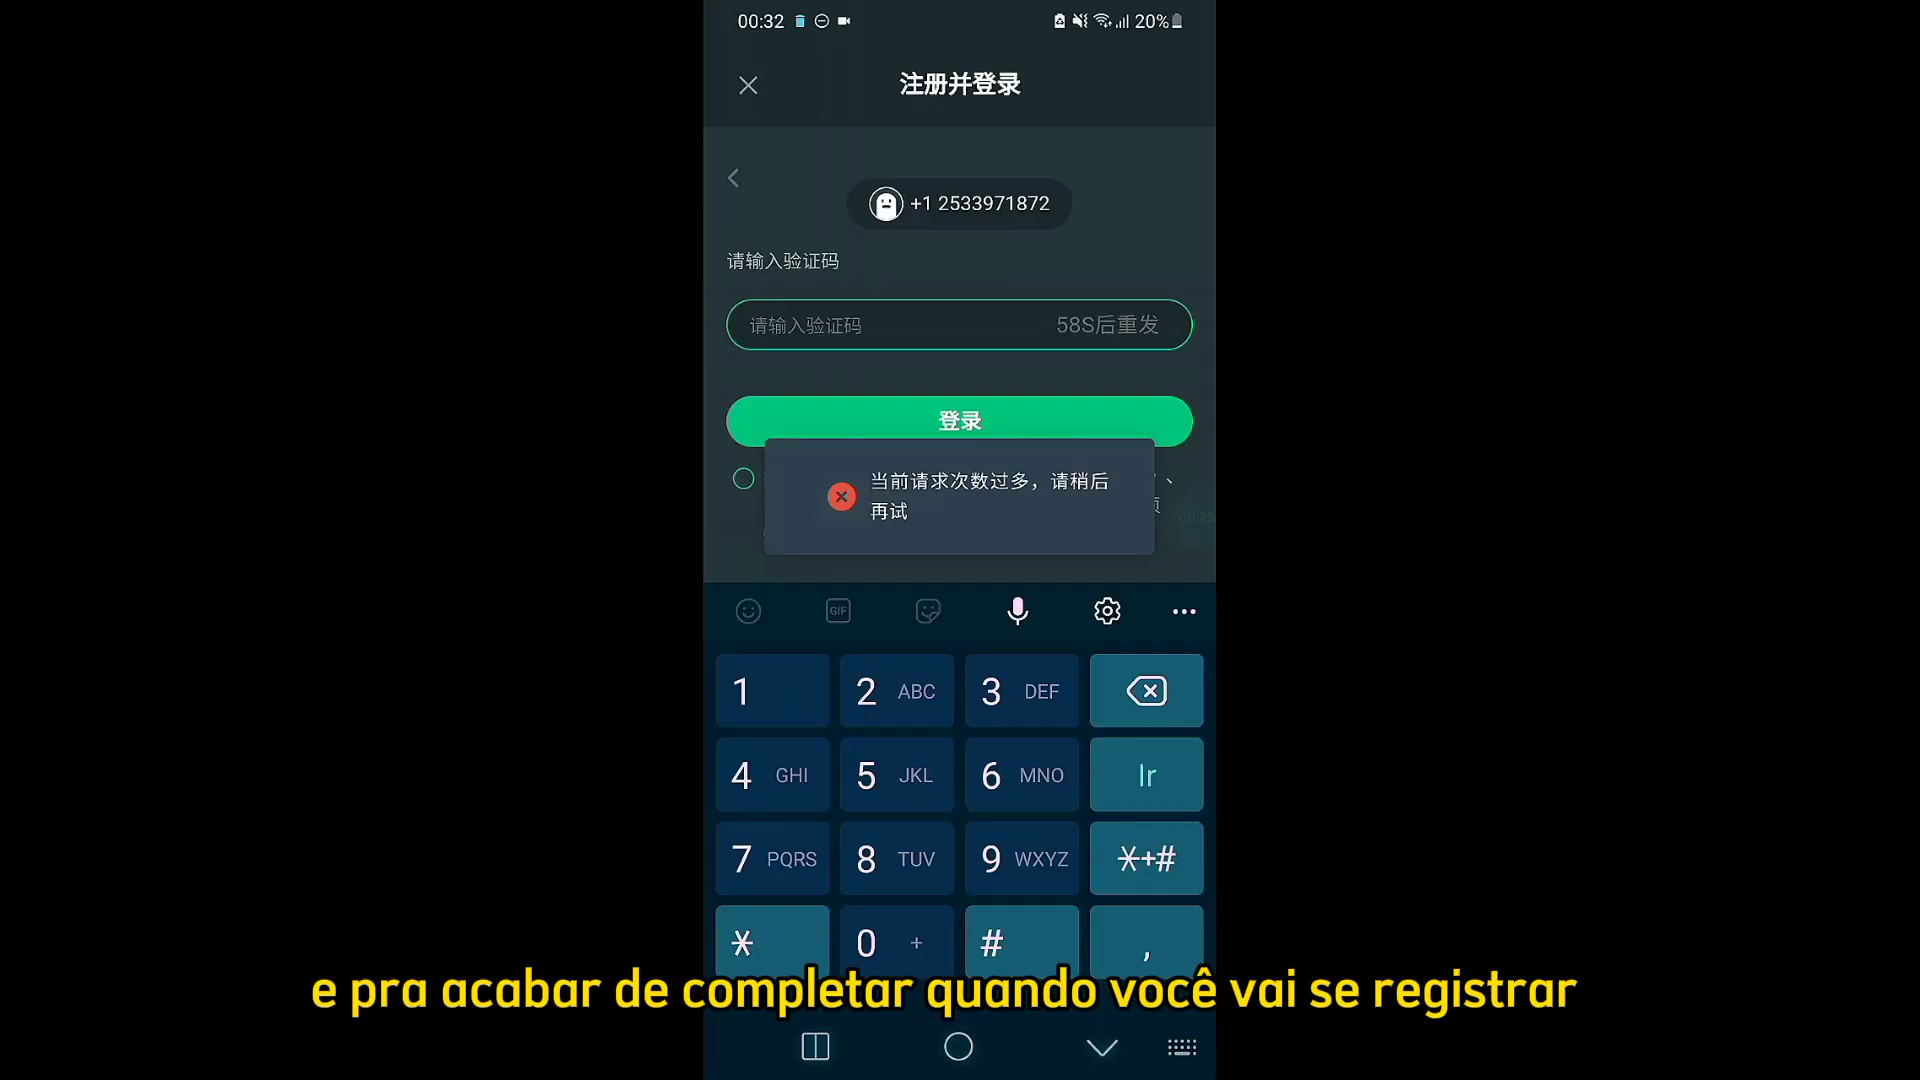 00:32
20%
注册并登录
+1 2533971872
请输入验证码
请输入验证码
58S后重发
登录
当前请求次数过多，请稍后
再试
、
00:25
GIF
1
2 ABC
3 DEF
4 GHI
5 JKL
6 MNO
Ir
7 PQRS
8 TUV
9 WXYZ
*+#
*
0 +
#
,
e pra acabar de completar quando você vai se registrar